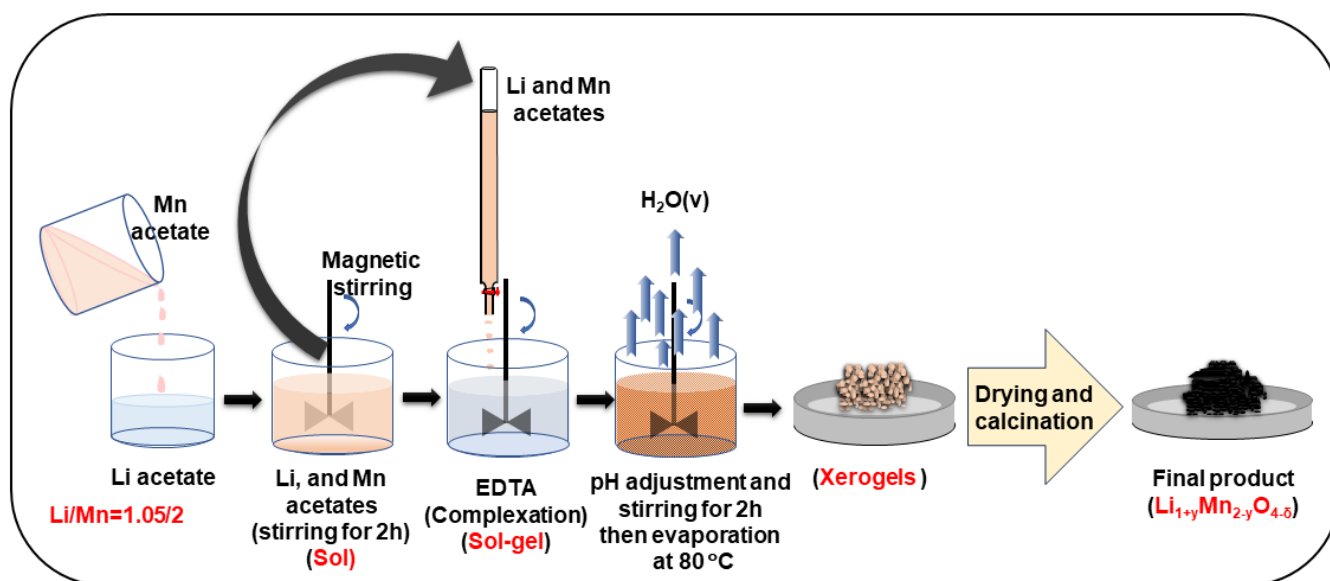 Mn
acetate
Li acetate
Li/Mn=1.05/2
Magnetic
stirring
Li, and Mn
acetates
(stirring for 2h)
(Sol)
Li and Mn
acetates
EDTA
(Complexation)
(Sol-gel)
H₂O(v)
pH adjustment and
stirring for 2h
then evaporation
at 80 °C
(Xerogels )
Drying and
calcination
Final product
(Li₁₊yMn₂₋yO₄₋δ)